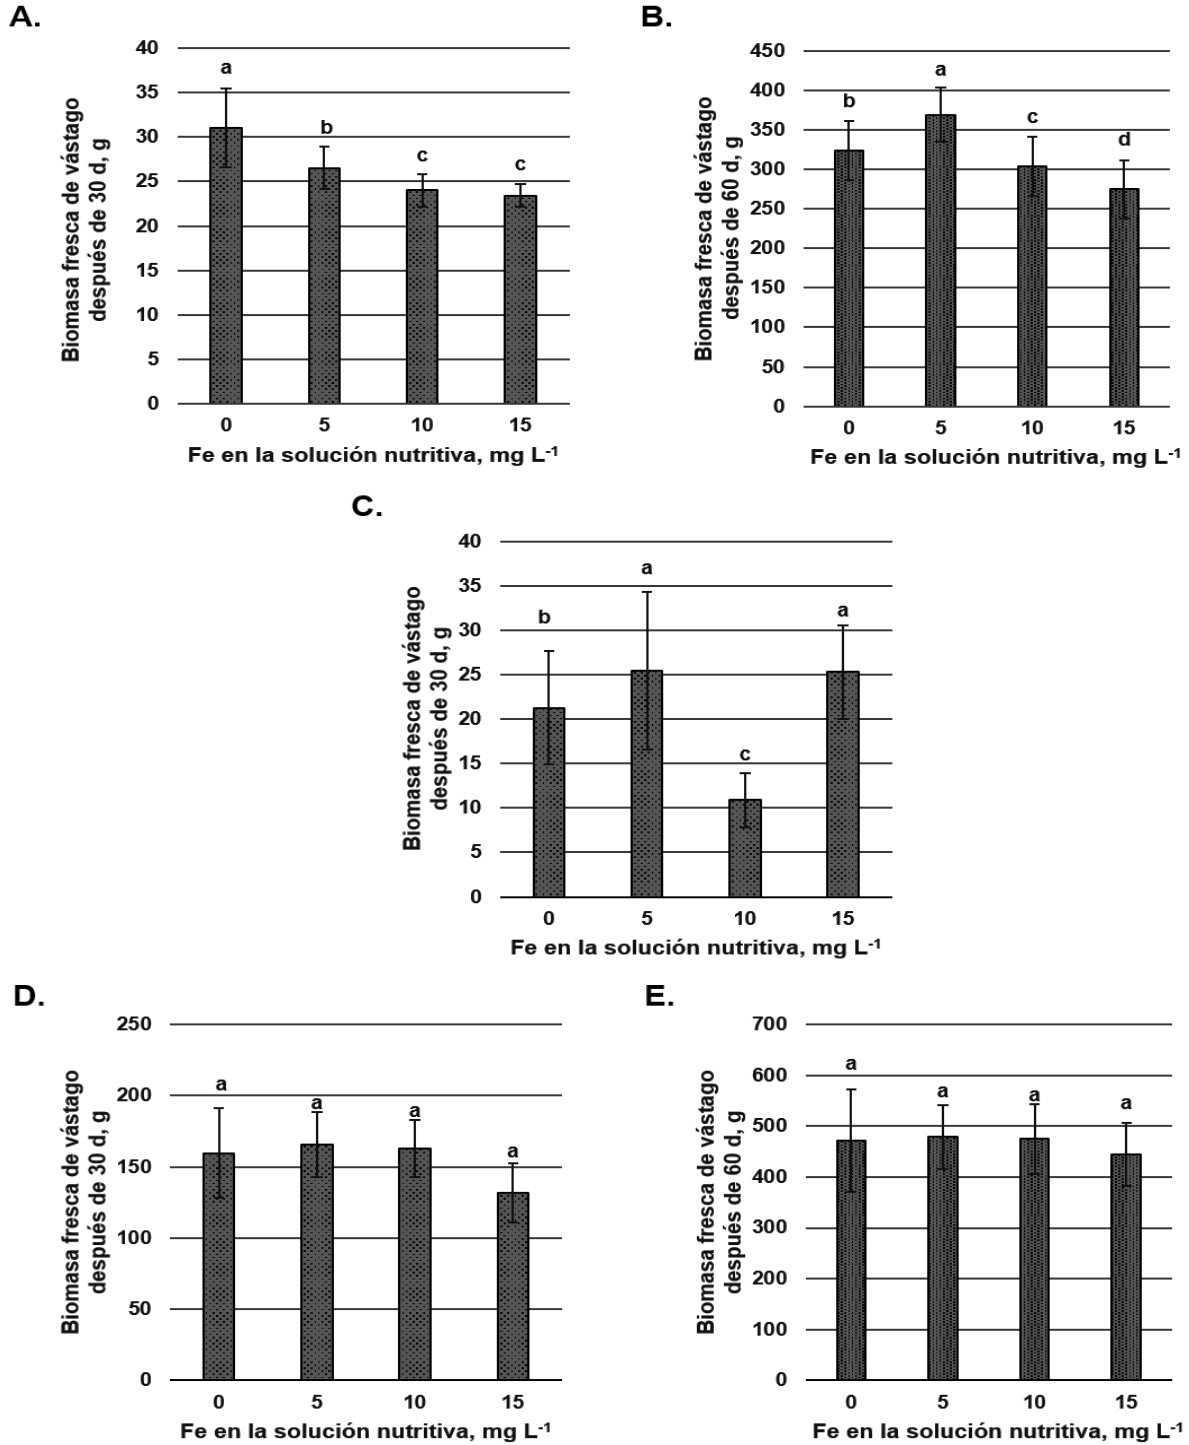 A.
Biomasa fresca de vástago
después de 30 d, g
40
35
30
25
20
15
10
5
0
a
b
c
c
0 5 10 15
Fe en la solución nutritiva, mg L-1
B.
Biomasa fresca de vástago
después de 60 d, g
450
400
350
300
250
200
150
100
50
0
b
a
c
d
0 5 10 15
Fe en la solución nutritiva, mg L-1
C.
Biomasa fresca de vástago
después de 30 d, g
40
35
30
25
20
15
10
5
0
b
a
c
a
0 5 10 15
Fe en la solución nutritiva, mg L-1
D.
Biomasa fresca de vástago
después de 30 d, g
250
200
150
100
50
0
a
a
a
a
0 5 10 15
Fe en la solución nutritiva, mg L-1
E.
Biomasa fresca de vástago
después de 60 d, g
700
600
500
400
300
200
100
0
a
a
a
a
0 5 10 15
Fe en la solución nutritiva, mg L-1